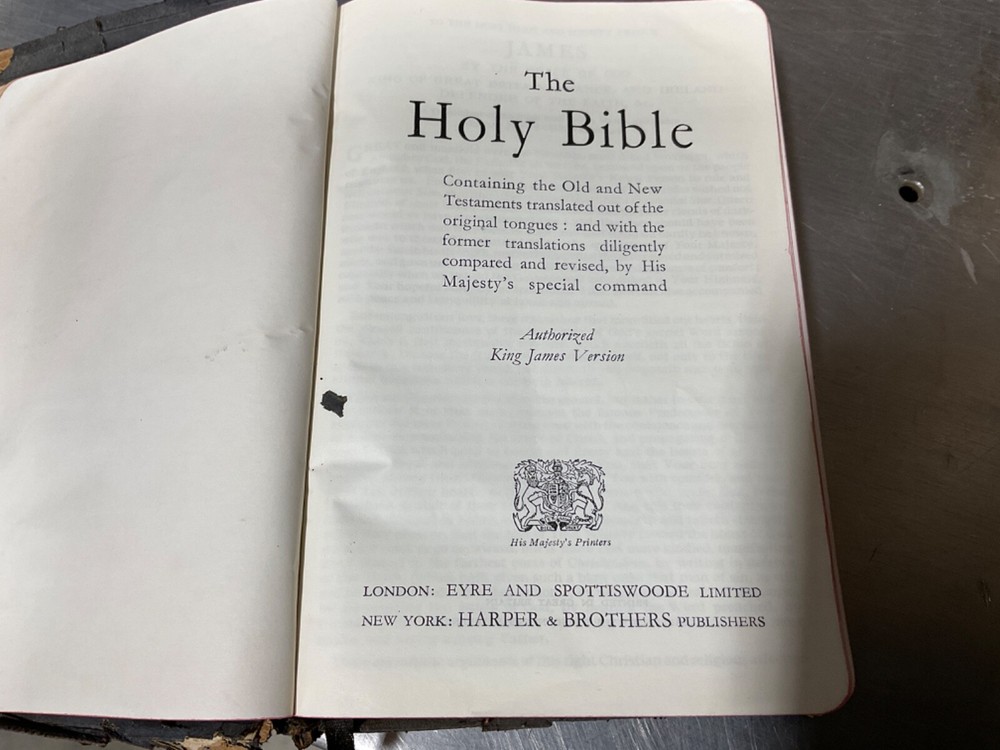 The
Holy Bible
Containing the Old and New
Testaments translated out of the
original tongues : and with the
former translations diligently
compared and revised, by His
Majesty's special command
Authorized
King James Version
His Majesty's Printers
LONDON: EYRE AND SPOTTISWOODE LIMITED
NEW YORK: HARPER & BROTHERS PUBLISHERS